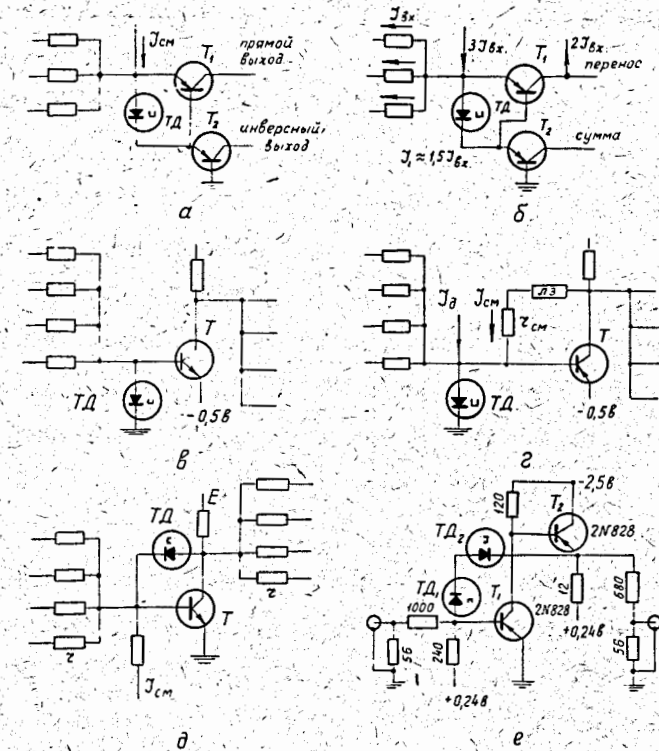 Jсм
T₁
прямой
выход
ТД
T₂
инверсный
выход
а
Jвх
3Jвх.
2Jвх.
T₁
перенос
ТД
T₂
J₁≈1,5Jвх.
сумма
б
T
ТД
-0,5в
в
Jд
Jсм
ЛЭ
rсм
T
ТД
-0,5в
г
E
ТД
T
r
r
Jсм
д
120
T₂
-2,5в
2N828
ТД₂
ТД₁
T₁
1000
2N828
12
680
56
240
+0,24в
+0,24в
56
е